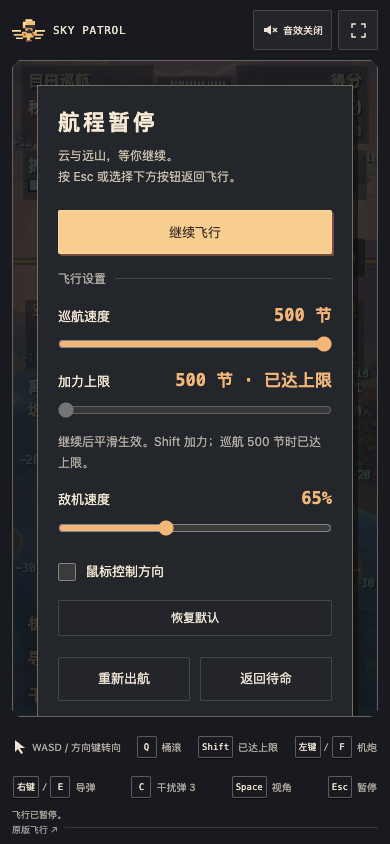 SKY PATROL
音效关闭
自由巡航
得分
航程暂停
云与远山，等你继续。
按 Esc 或选择下方按钮返回飞行。
继续飞行
飞行设置
巡航速度 500 节
加力上限 500 节 · 已达上限
继续后平滑生效。Shift 加力；巡航 500 节时已达
上限。
敌机速度 65%
鼠标控制方向
恢复默认
重新出航 返回待命
WASD / 方向键转向 Q 桶滚 Shift 已达上限 左键 / F 机炮
右键 / E 导弹 C 干扰弹 3 Space 视角 Esc 暂停
飞行已暂停。
原版飞行 ↗